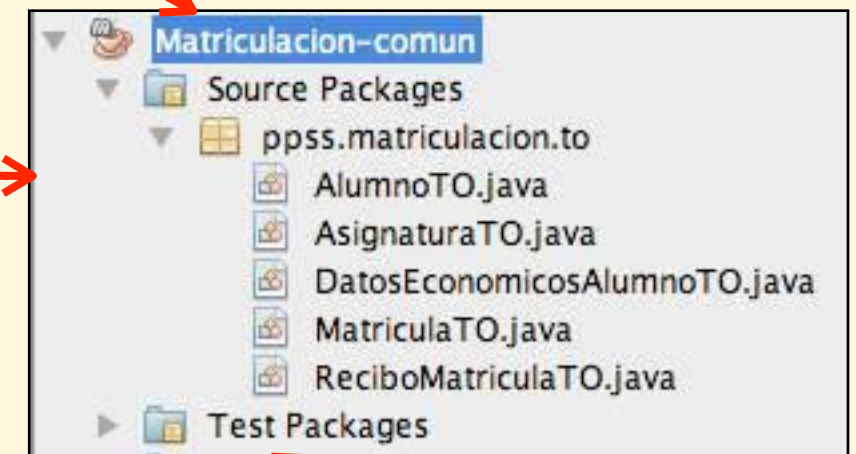 Matriculacion-comun
Source Packages
ppss.matriculacion.to
AlumnoTO.java
AsignaturaTO.java
DatosEconomicosAlumnoTO.java
MatriculaTO.java
ReciboMatriculaTO.java
Test Packages